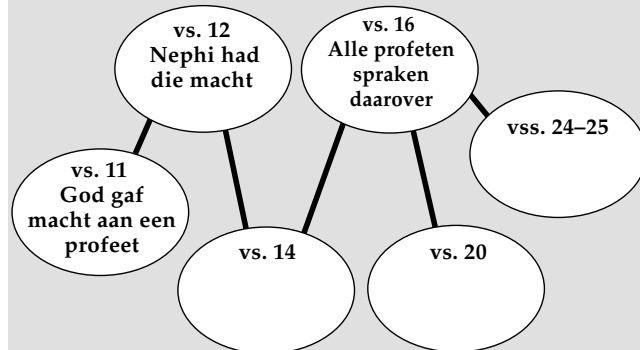 vs. 12
Nephi had
die macht
vs. 16
Alle profeten
spraken
daarover
vss. 24–25
vs. 11
God gaf
macht aan een
profeet
vs. 14
vs. 20